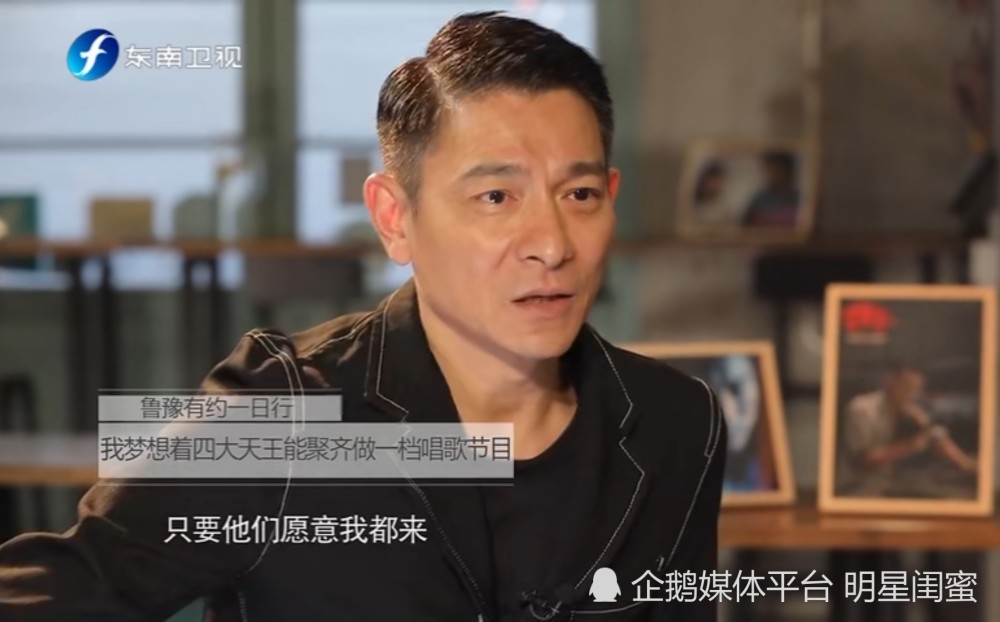 东南卫视
鲁豫有约一日行
我梦想着四大天王能聚齐做一档唱歌节目
只要他们愿意我都来
企鹅媒体平台 明星闺蜜